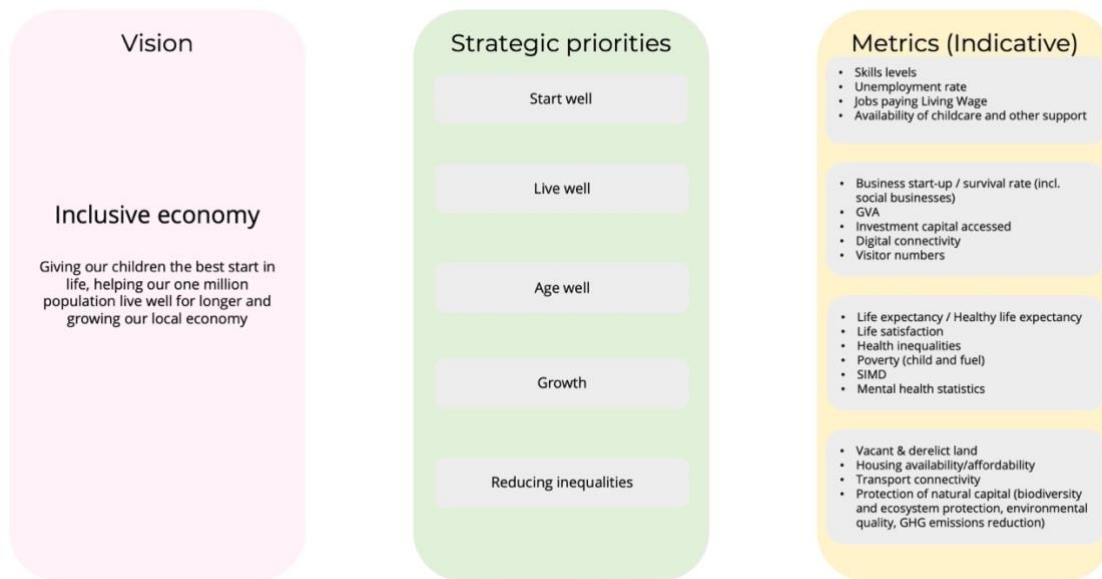 Vision
Inclusive economy
Giving our children the best start in
life, helping our one million
population live well for longer and
growing our local economy
Strategic priorities
Start well
Live well
Age well
Growth
Reducing inequalities
Metrics (Indicative)
• Skills levels
• Unemployment rate
• Jobs paying Living Wage
• Availability of childcare and other support
• Business start-up / survival rate (incl.
social businesses)
• GVA
• Investment capital accessed
• Digital connectivity
• Visitor numbers
• Life expectancy / Healthy life expectancy
• Life satisfaction
• Health inequalities
• Poverty (child and fuel)
• SIMD
• Mental health statistics
• Vacant & derelict land
• Housing availability/affordability
• Transport connectivity
• Protection of natural capital (biodiversity
and ecosystem protection, environmental
quality, GHG emissions reduction)